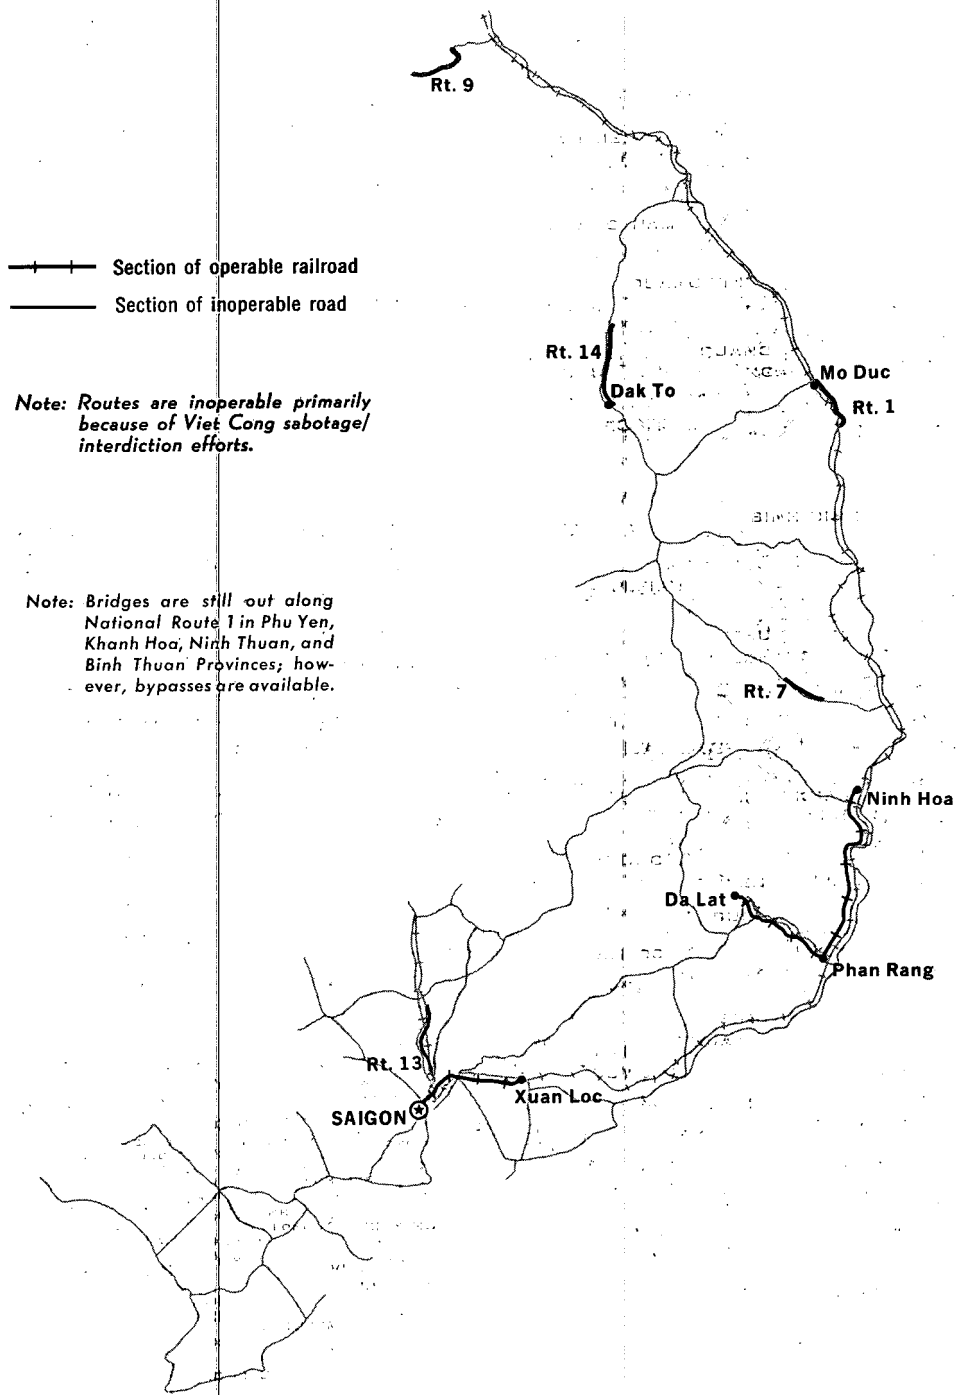 Rt. 9
Section of operable railroad
Section of inoperable road
Rt. 14
Dak To
Mo Duc
Rt. 1
Note: Routes are inoperable primarily
because of Viet Cong sabotage/
interdiction efforts.
Note: Bridges are still out along
National Route 1 in Phu Yen,
Khanh Hoa, Ninh Thuan, and
Binh Thuan Provinces; how-
ever, bypasses are available.
Rt. 7
Ninh Hoa
Da Lat
Phan Rang
Rt. 13
Xuan Loc
SAIGON